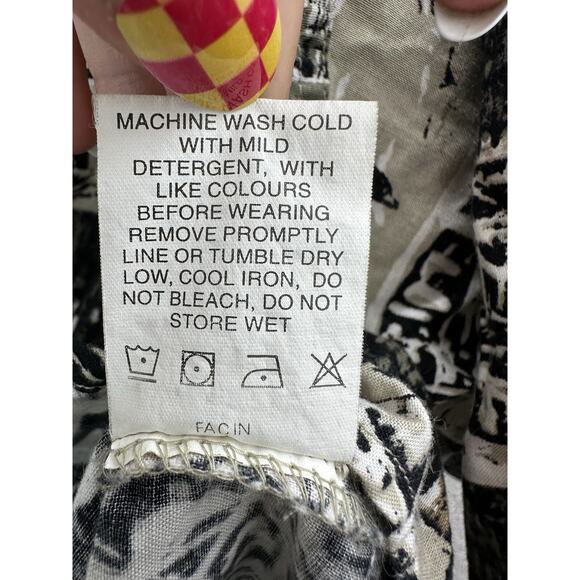 MACHINE WASH COLD
WITH MILD
DETERGENT, WITH
LIKE COLOURS
BEFORE WEARING
REMOVE PROMPTLY
LINE OR TUMBLE DRY
LOW, COOL IRON, DO
NOT BLEACH, DO NOT
STORE WET
FAC IN